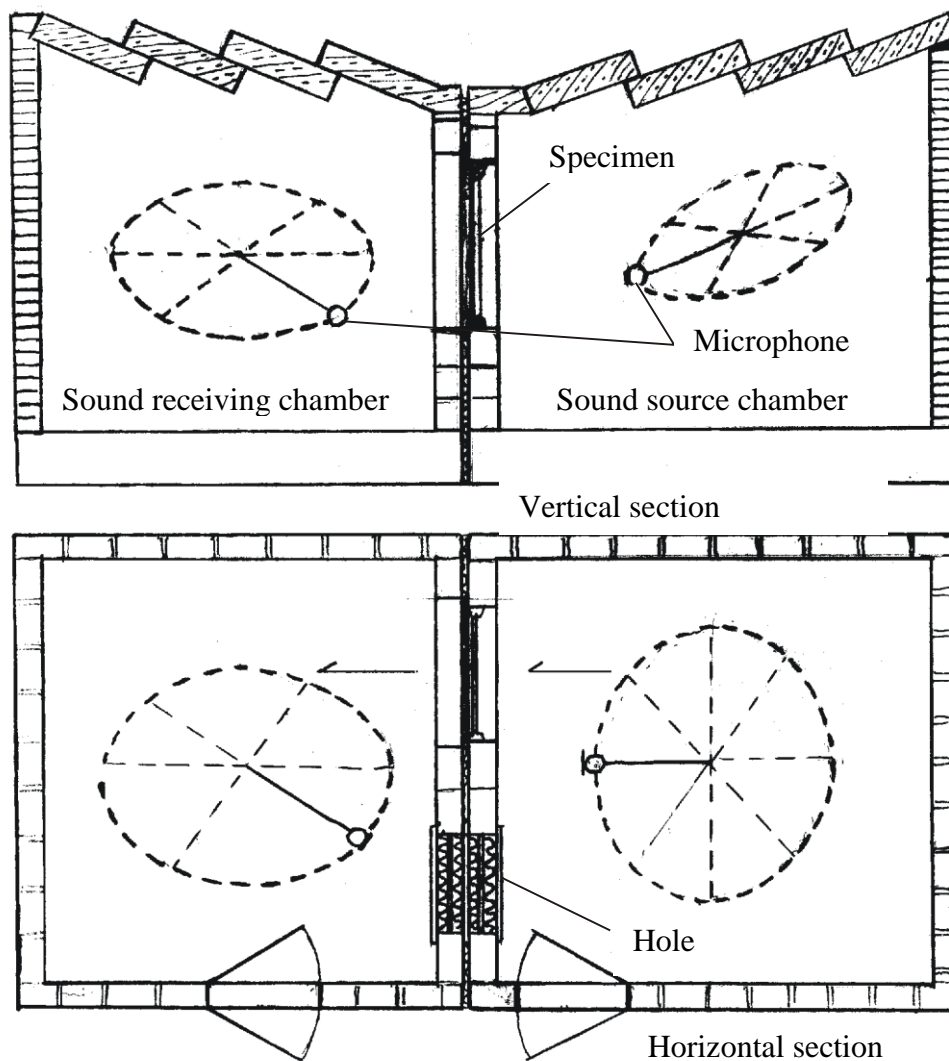 Specimen
Microphone
Sound receiving chamber
Sound source chamber
Vertical section
Hole
Horizontal section